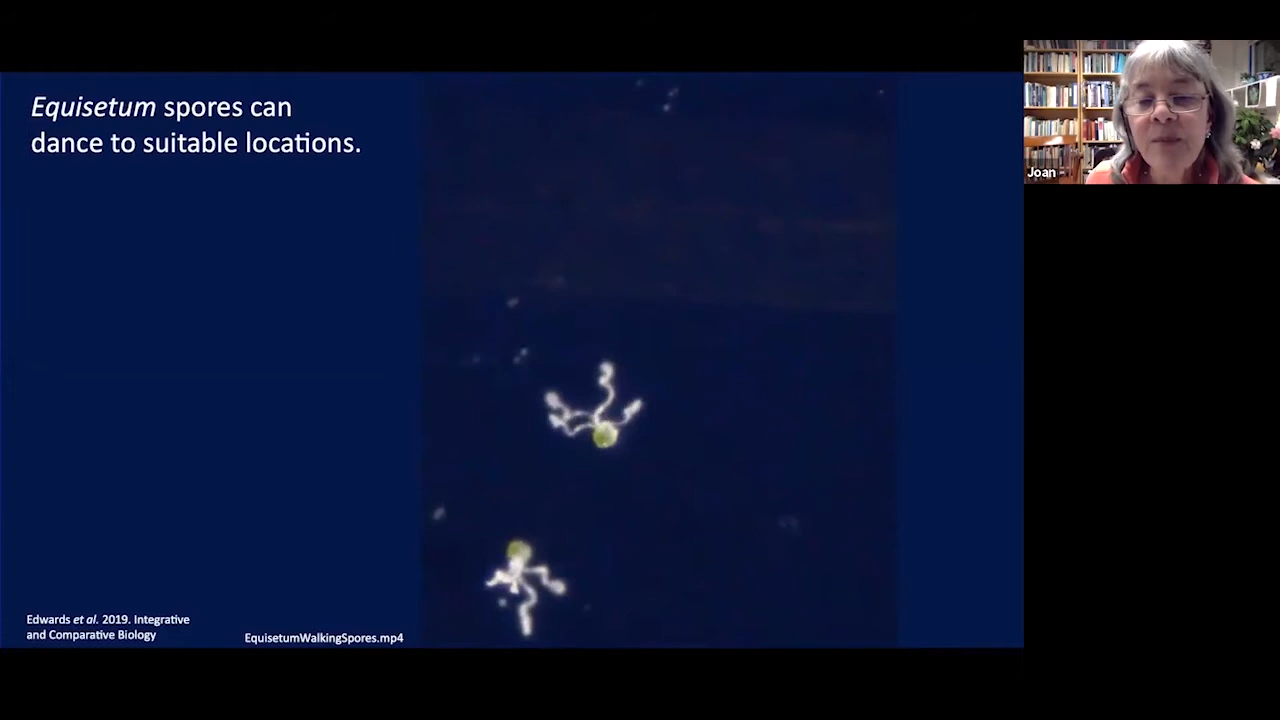 Equisetum spores can
dance to suitable locations.
Joan
Edwards et al. 2019. Integrative
and Comparative Biology
EquisetumWalkingSpores.mp4